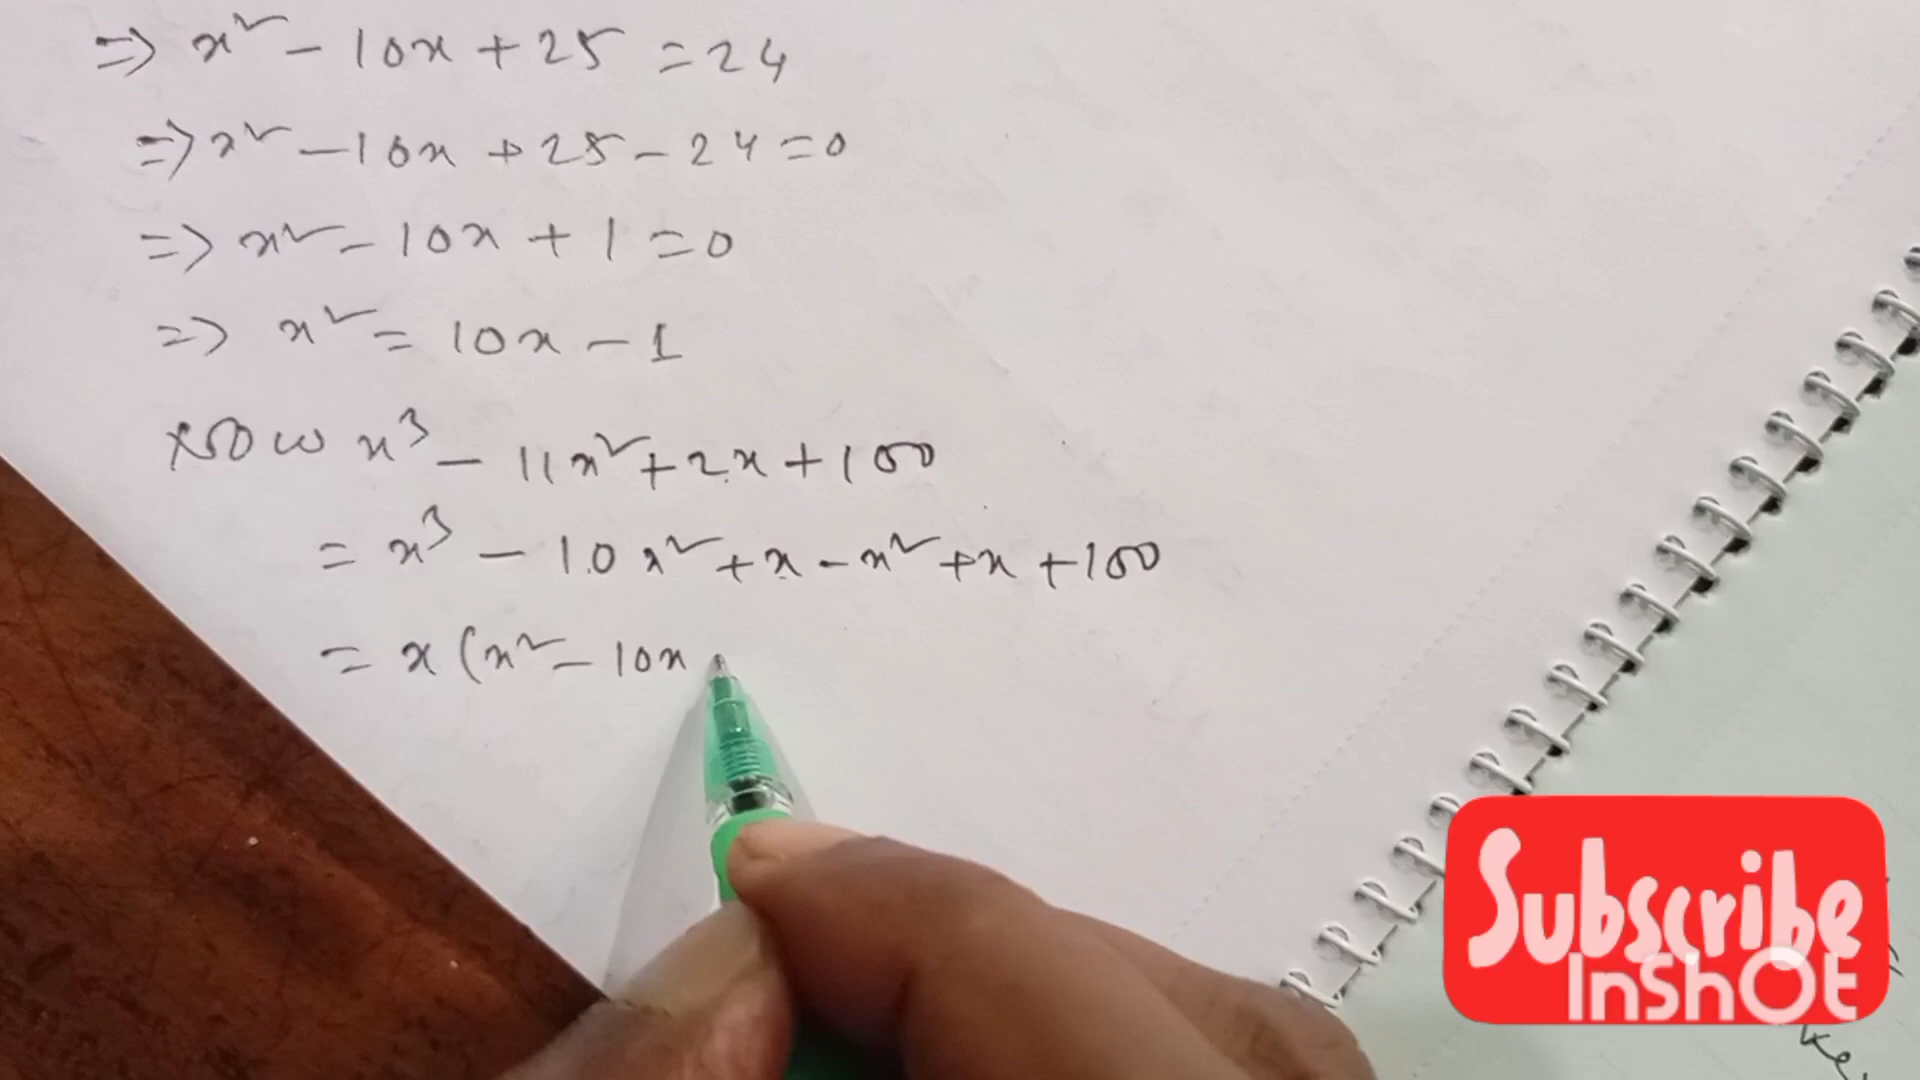 => x² - 10x + 25 = 24
=> x² - 10x + 25 - 24 = 0
=> x² - 10x + 1 = 0
=> x² = 10x - 1
Now x³ - 11x² + 2x + 100
= x³ - 10x² + x - x² + x + 100
= x (x² - 10x
Subscribe
InShOt